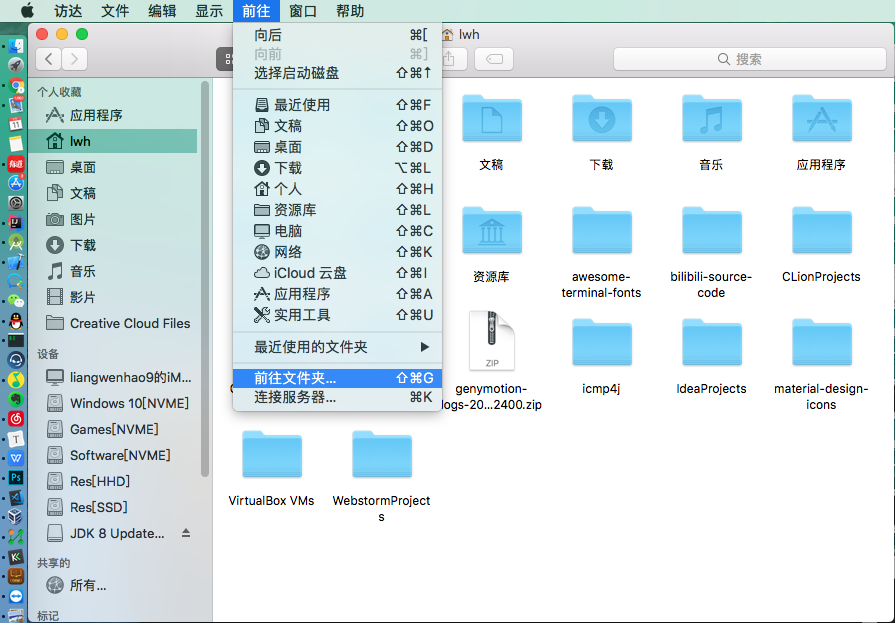 访达 文件 编辑 显示 前往 窗口 帮助
lwh
搜索
向后 ⌘[
向前 ⌘]
选择启动磁盘 ⇧⌘↑
最近使用 ⇧⌘F
文稿 ⇧⌘O
桌面 ⇧⌘D
下载 ⌥⌘L
个人 ⇧⌘H
资源库 ⇧⌘L
电脑 ⇧⌘C
网络 ⇧⌘K
iCloud 云盘 ⇧⌘I
应用程序 ⇧⌘A
实用工具 ⇧⌘U
最近使用的文件夹
前往文件夹... ⇧⌘G
连接服务器... ⌘K
个人收藏
应用程序
lwh
桌面
文稿
图片
下载
音乐
影片
Creative Cloud Files
设备
liangwenhao9的iM...
Windows 10[NVME]
Games[NVME]
Software[NVME]
Res[HHD]
Res[SSD]
JDK 8 Update...
共享的
所有...
标记
文稿
下载
音乐
应用程序
资源库
awesome-
terminal-fonts
bilibili-source-
code
CLionProjects
ZIP
genymotion-
logs-20...2400.zip
icmp4j
IdeaProjects
material-design-
icons
VirtualBox VMs
WebstormProject
s